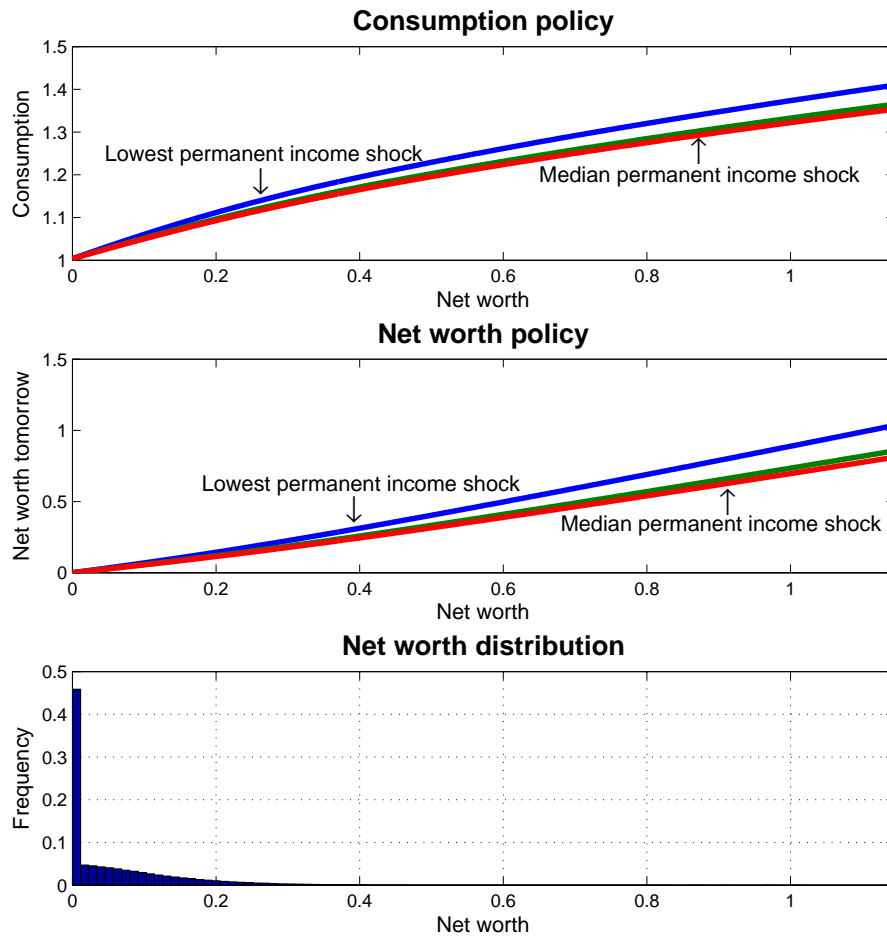 Consumption policy
1.5
1.4
1.3
1.2
1.1
1
Consumption
Lowest permanent income shock
Median permanent income shock
0 0.2 0.4 0.6 0.8 1
Net worth
Net worth policy
1.5
1
0.5
0
Net worth tomorrow
Lowest permanent income shock
Median permanent income shock
0 0.2 0.4 0.6 0.8 1
Net worth
Net worth distribution
0.5
0.4
0.3
0.2
0.1
0
Frequency
0 0.2 0.4 0.6 0.8 1
Net worth